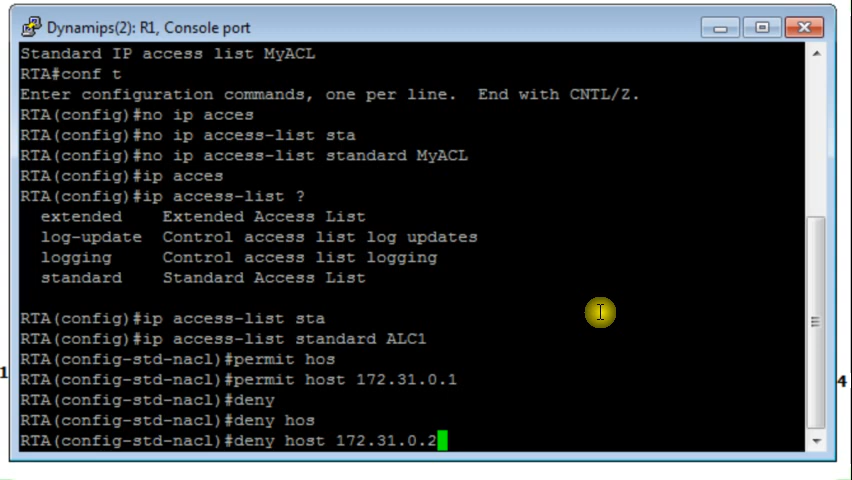 Dynamips(2): R1, Console port
Standard IP access list MyACL
RTA#conf t
Enter configuration commands, one per line.  End with CNTL/Z.
RTA(config)#no ip acces
RTA(config)#no ip access-list sta
RTA(config)#no ip access-list standard MyACL
RTA(config)#ip acces
RTA(config)#ip access-list ?
  extended    Extended Access List
  log-update  Control access list log updates
  logging     Control access list logging
  standard    Standard Access List
RTA(config)#ip access-list sta
RTA(config)#ip access-list standard ALC1
RTA(config-std-nacl)#permit hos
1
RTA(config-std-nacl)#permit host 172.31.0.1
4
RTA(config-std-nacl)#deny
RTA(config-std-nacl)#deny hos
RTA(config-std-nacl)#deny host 172.31.0.2